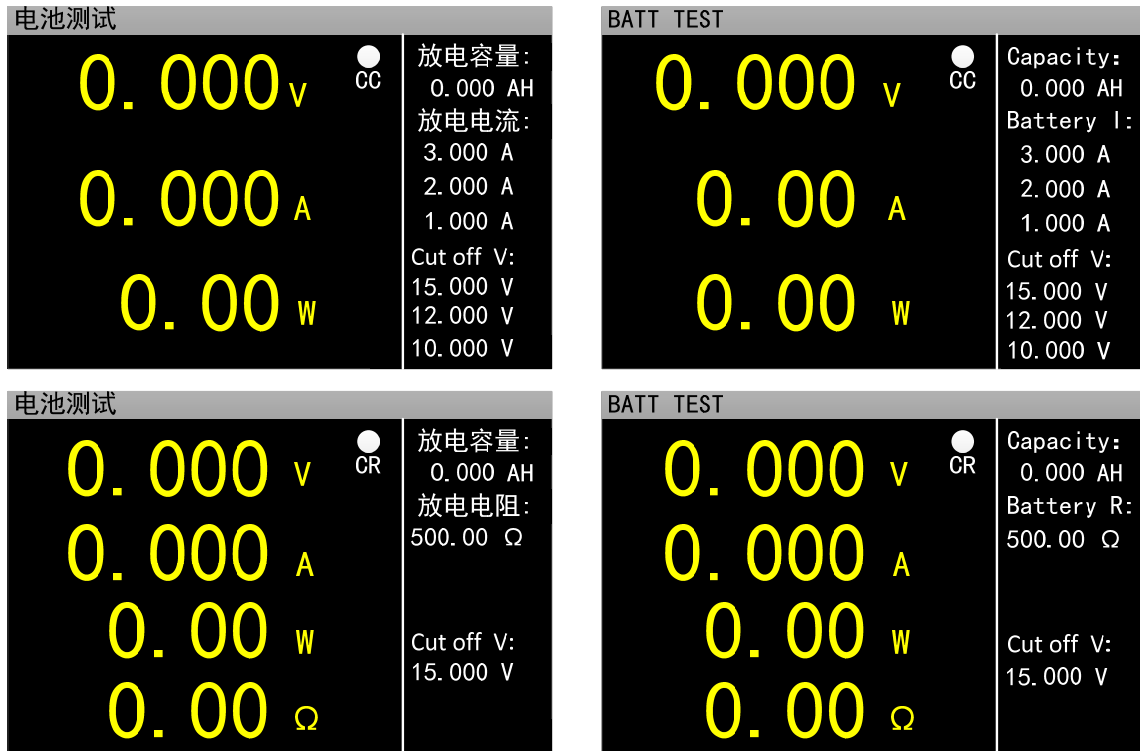 电池测试
0.000 V
CC
0.000 A
0.00 W
放电容量:
0.000 AH
放电电流:
3.000 A
2.000 A
1.000 A
Cut off V:
15.000 V
12.000 V
10.000 V
BATT TEST
0.000 V
CC
0.00 A
0.00 W
Capacity:
0.000 AH
Battery I:
3.000 A
2.000 A
1.000 A
Cut off V:
15.000 V
12.000 V
10.000 V
电池测试
0.000 V
CR
0.000 A
0.00 W
0.00 Ω
放电容量:
0.000 AH
放电电阻:
500.00 Ω
Cut off V:
15.000 V
BATT TEST
0.000 V
CR
0.000 A
0.00 W
0.00 Ω
Capacity:
0.000 AH
Battery R:
500.00 Ω
Cut off V:
15.000 V